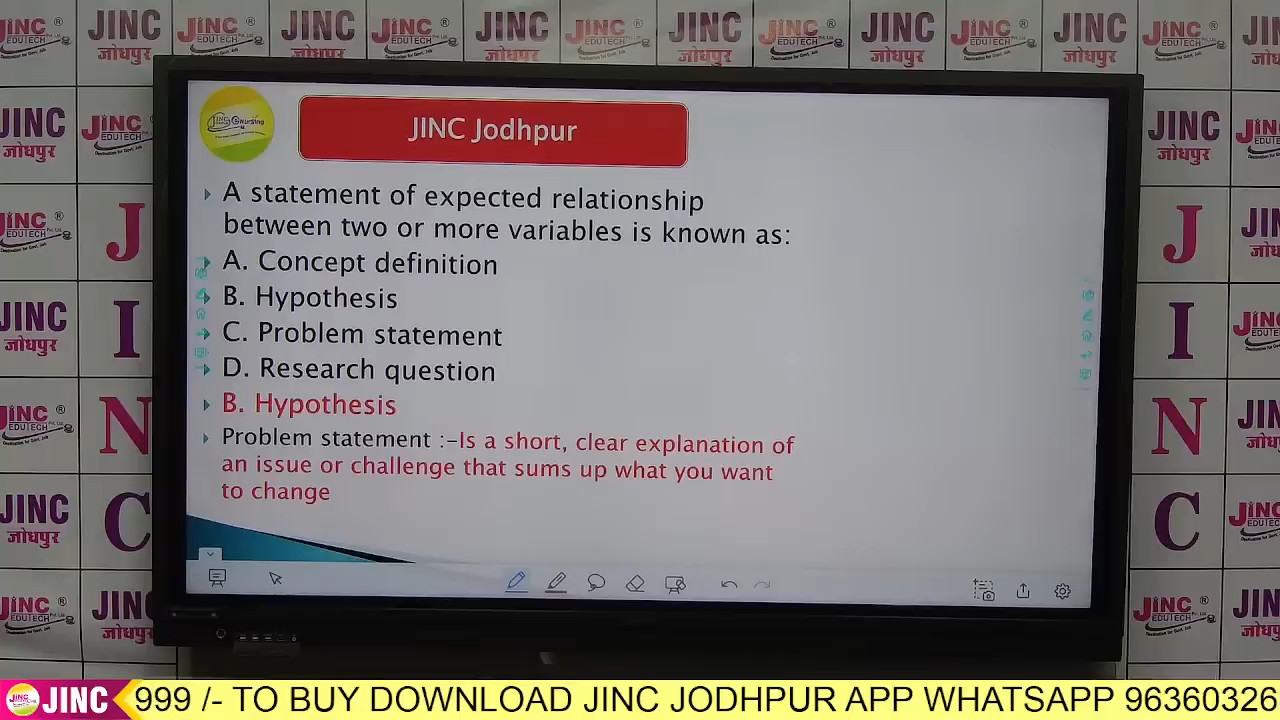 JINC Jodhpur
A statement of expected relationship
between two or more variables is known as:
A. Concept definition
B. Hypothesis
C. Problem statement
D. Research question
B. Hypothesis
Problem statement :-Is a short, clear explanation of
an issue or challenge that sums up what you want
to change
J
I
N
C
J
I
N
C
JINC
जोधपुर
JINC
EDUTECH
JINC 999 /- TO BUY DOWNLOAD JINC JODHPUR APP WHATSAPP 96360326